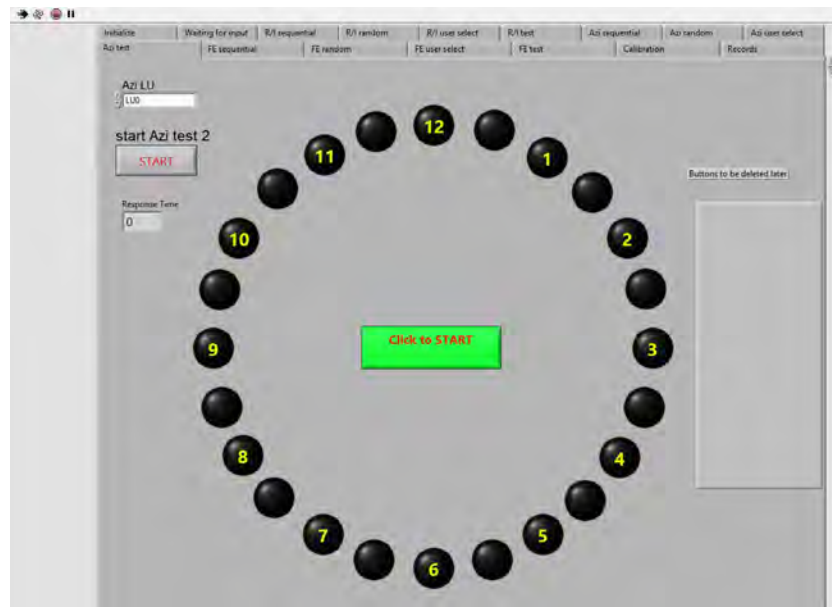 Initialize Waiting for input R/I sequential R/I random R/I user select R/I test Azi sequential Azi random Azi user select
Azi test FE sequential FE random FE user select FE test Calibration Records
Azi LU
LU0
start Azi test 2
START
Response Time
0
Buttons to be deleted later
12
11
1
10
2
Click to START
9
3
8
4
7
5
6